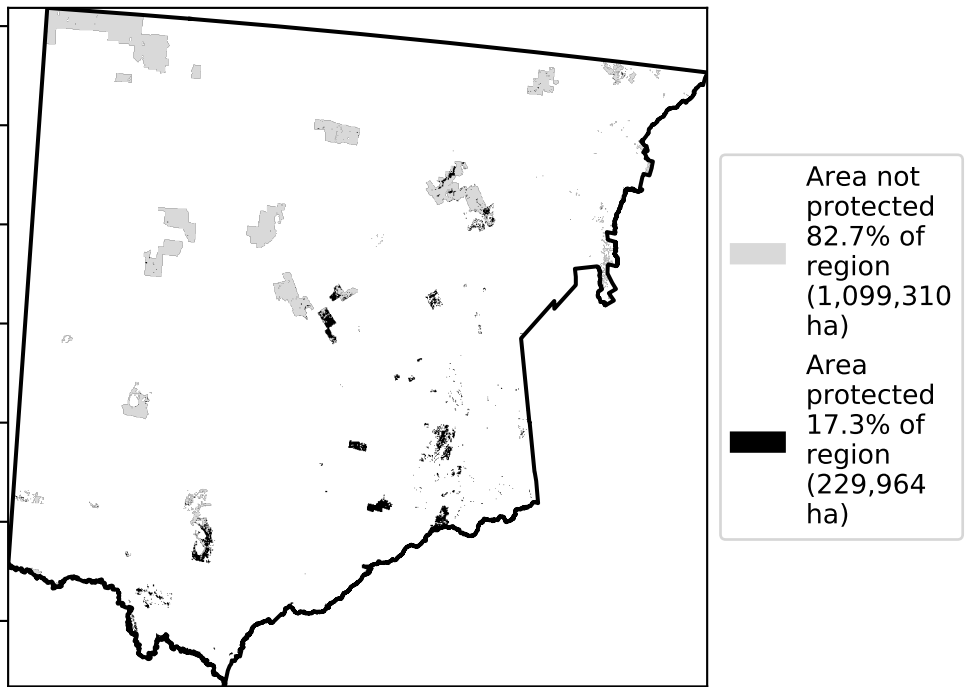 Area not
protected
82.7% of
region
(1,099,310
ha)
Area
protected
17.3% of
region
(229,964
ha)